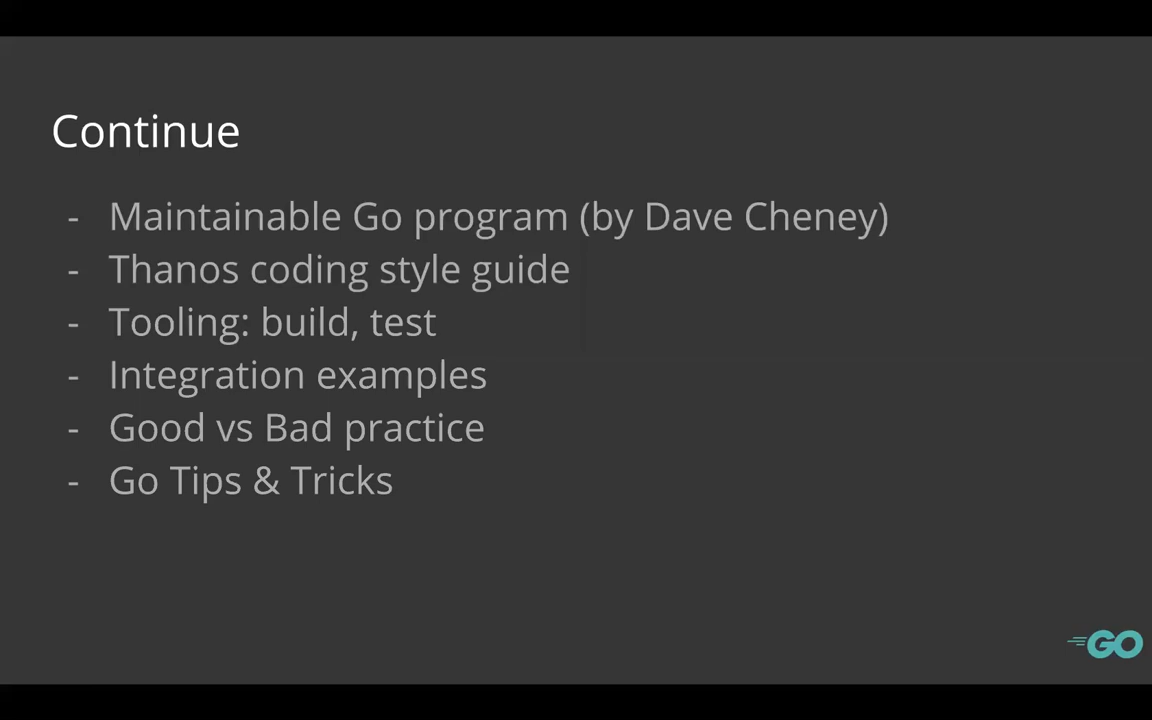 Continue
- Maintainable Go program (by Dave Cheney)
- Thanos coding style guide
- Tooling: build, test
- Integration examples
- Good vs Bad practice
- Go Tips & Tricks
GO